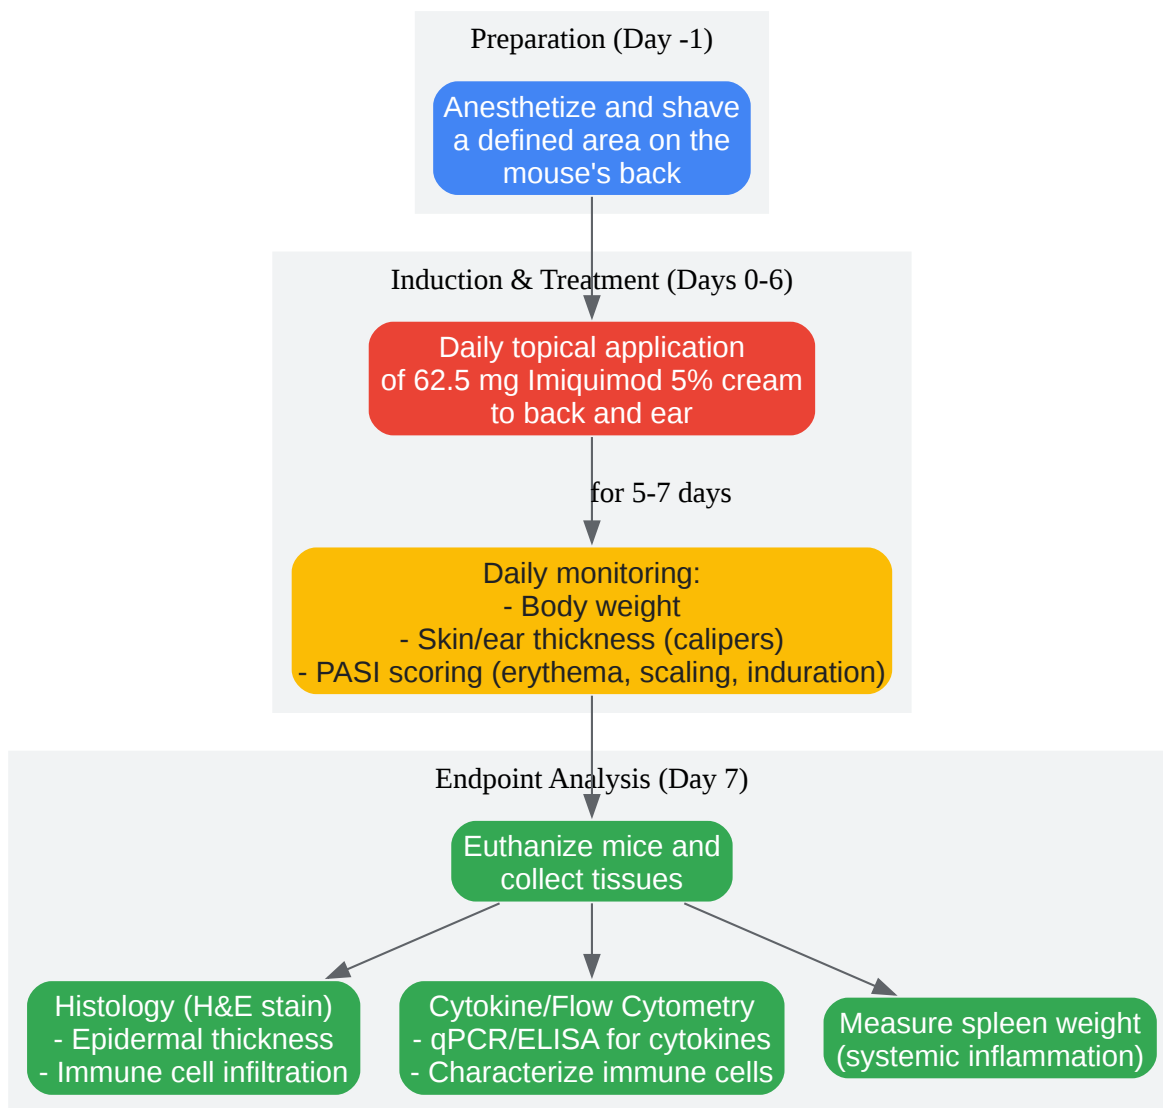 Preparation (Day -1)
Anesthetize and shave
a defined area on the
mouse's back
Induction & Treatment (Days 0-6)
Daily topical application
of 62.5 mg Imiquimod 5% cream
to back and ear
for 5-7 days
Daily monitoring:
- Body weight
- Skin/ear thickness (calipers)
- PASI scoring (erythema, scaling, induration)
Endpoint Analysis (Day 7)
Euthanize mice and
collect tissues
Histology (H&E stain)
- Epidermal thickness
- Immune cell infiltration
Cytokine/Flow Cytometry
- qPCR/ELISA for cytokines
- Characterize immune cells
Measure spleen weight
(systemic inflammation)